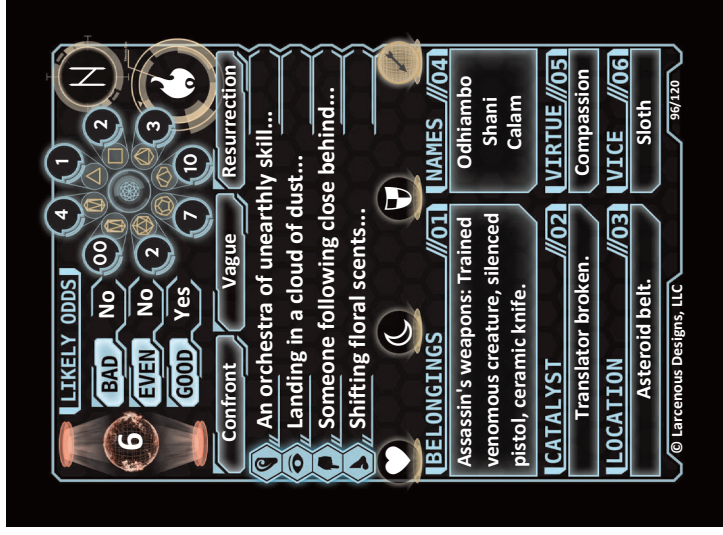 6
LIKELY ODDS
BAD No
EVEN No
GOOD Yes
4
1
00
2
2
3
7
10
Confront
Vague
Resurrection
An orchestra of unearthly skill...
Landing in a cloud of dust...
Someone following close behind...
Shifting floral scents...
BELONGINGS //01
Assassin's weapons: Trained
venomous creature, silenced
pistol, ceramic knife.
NAMES //04
Odhiambo
Shani
Calam
CATALYST //02
Translator broken.
VIRTUE //05
Compassion
LOCATION //03
Asteroid belt.
VICE //06
Sloth
© Larcenous Designs, LLC
96/120